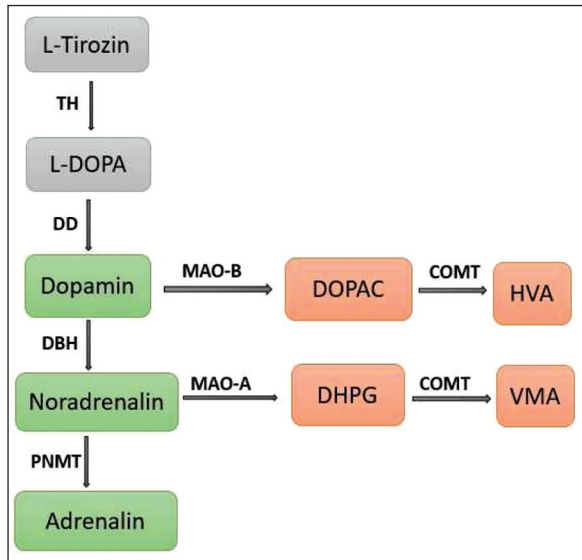 L-Tirozin
TH
L-DOPA
DD
Dopamin
MAO-B
DOPAC
COMT
HVA
DBH
Noradrenalin
MAO-A
DHPG
COMT
VMA
PNMT
Adrenalin